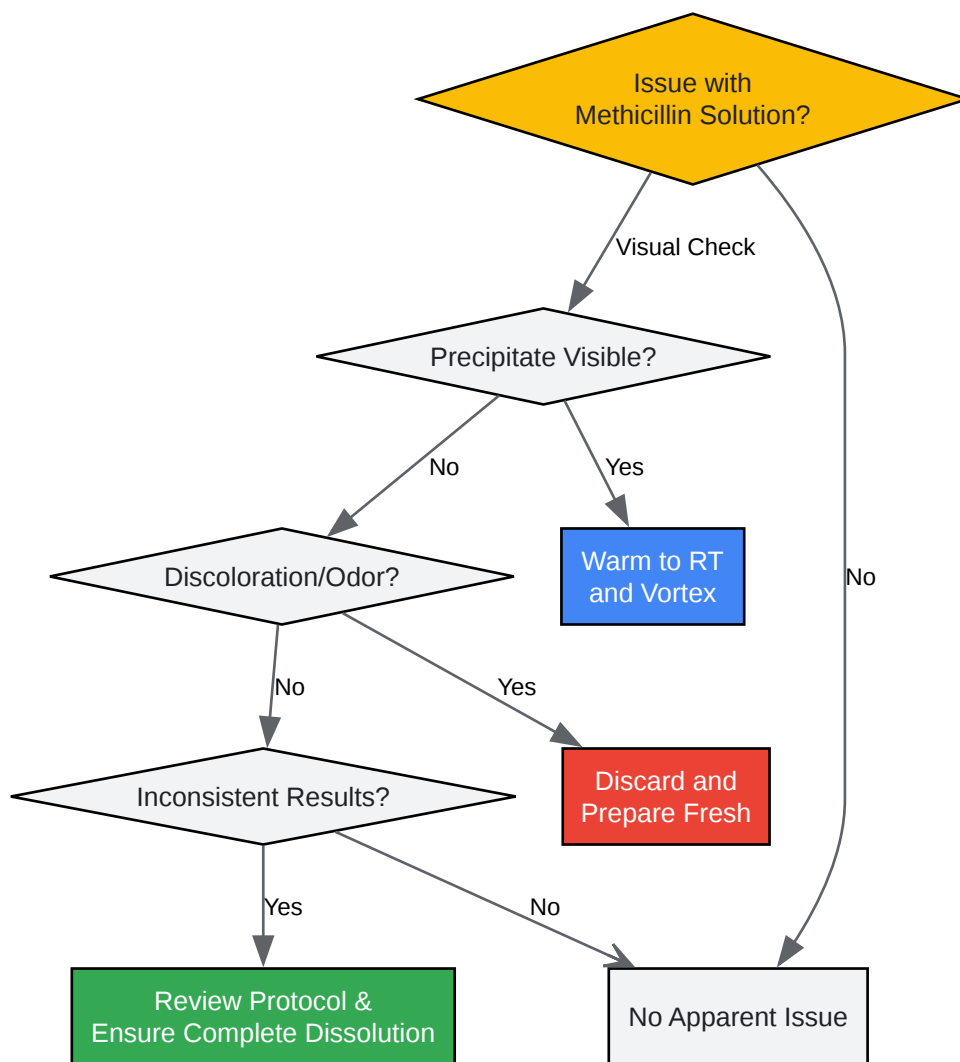 Issue with
Methicillin Solution?
Visual Check
Precipitate Visible?
No
Yes
Discoloration/Odor?
Warm to RT
and Vortex
No
No
Yes
Inconsistent Results?
Discard and
Prepare Fresh
Yes
No
Review Protocol &
Ensure Complete Dissolution
No Apparent Issue